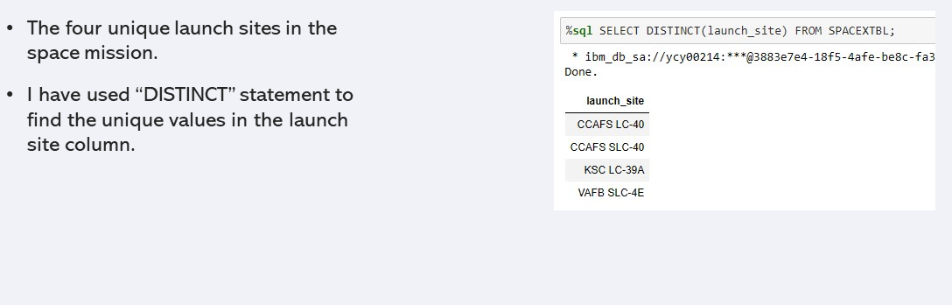 • The four unique launch sites in the
space mission.
• I have used “DISTINCT” statement to
find the unique values in the launch
site column.
%sql SELECT DISTINCT(launch_site) FROM SPACEXTBL;
* ibm_db_sa://ycy00214:***@3883e7e4-18f5-4afe-be8c-fa3
Done.
launch_site
CCAFS LC-40
CCAFS SLC-40
KSC LC-39A
VAFB SLC-4E